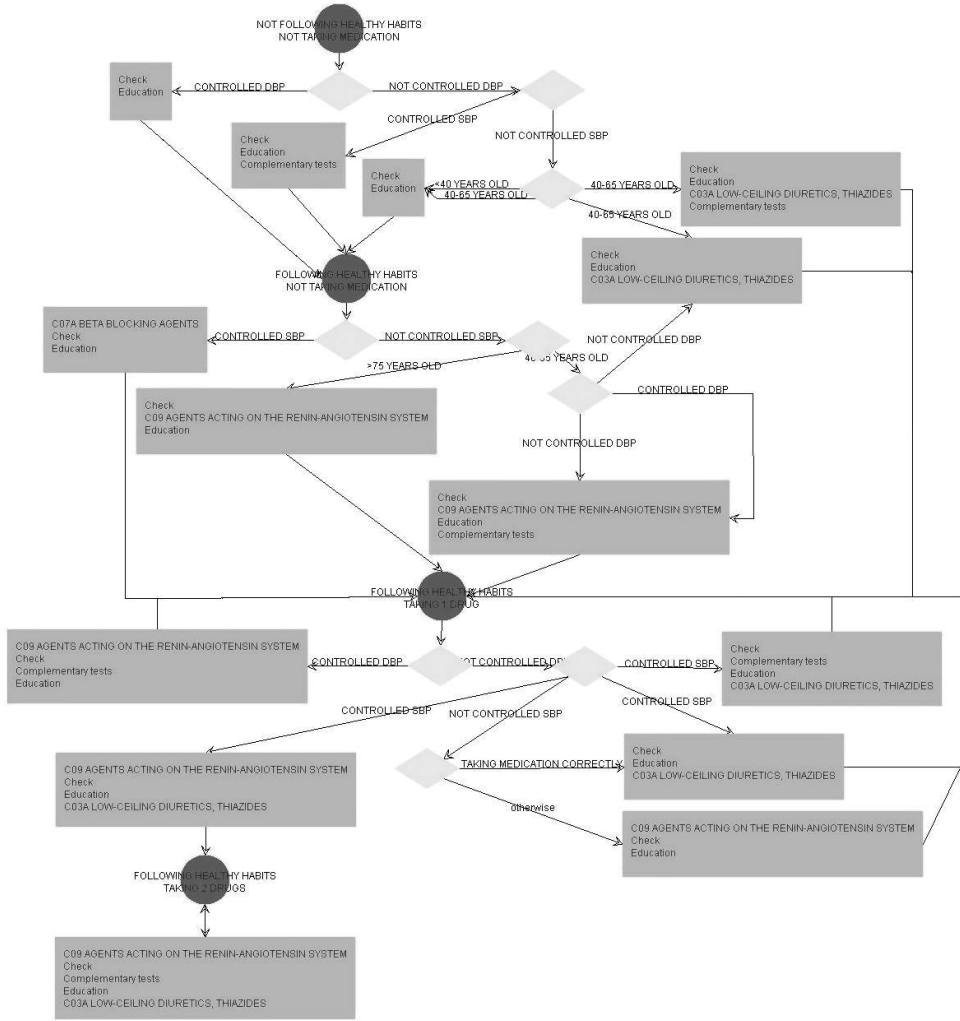 NOT FOLLOWING HEALTHY HABITS
NOT TAKING MEDICATION
Check
Education
CONTROLLED DBP
NOT CONTROLLED DBP
CONTROLLED SBP
NOT CONTROLLED SBP
Check
Education
Complementary tests
Check
Education
<40 YEARS OLD
40-65 YEARS OLD
40-65 YEARS OLD
Check
Education
C03A LOW-CEILING DIURETICS, THIAZIDES
Complementary tests
40-65 YEARS OLD
Check
Education
C03A LOW-CEILING DIURETICS, THIAZIDES
FOLLOWING HEALTHY HABITS
NOT TAKING MEDICATION
C07A BETA BLOCKING AGENTS
Check
Education
CONTROLLED SBP
NOT CONTROLLED SBP
NOT CONTROLLED DBP
>75 YEARS OLD
YEARS OLD
CONTROLLED DBP
Check
C09 AGENTS ACTING ON THE RENIN-ANGIOTENSIN SYSTEM
Education
NOT CONTROLLED DBP
Check
C09 AGENTS ACTING ON THE RENIN-ANGIOTENSIN SYSTEM
Education
Complementary tests
FOLLOWING HEALTHY HABITS
TAKING 1 DRUG
C09 AGENTS ACTING ON THE RENIN-ANGIOTENSIN SYSTEM
Check
Complementary tests
Education
CONTROLLED DBP
NOT CONTROLLED DBP
CONTROLLED SBP
Check
Complementary tests
Education
C03A LOW-CEILING DIURETICS, THIAZIDES
CONTROLLED SBP
NOT CONTROLLED SBP
CONTROLLED SBP
C09 AGENTS ACTING ON THE RENIN-ANGIOTENSIN SYSTEM
Check
Education
C03A LOW-CEILING DIURETICS, THIAZIDES
TAKING MEDICATION CORRECTLY
Check
Education
C03A LOW-CEILING DIURETICS, THIAZIDES
otherwise
C09 AGENTS ACTING ON THE RENIN-ANGIOTENSIN SYSTEM
Check
Education
FOLLOWING HEALTHY HABITS
TAKING 2 DRUGS
C09 AGENTS ACTING ON THE RENIN-ANGIOTENSIN SYSTEM
Check
Complementary tests
Education
C03A LOW-CEILING DIURETICS, THIAZIDES